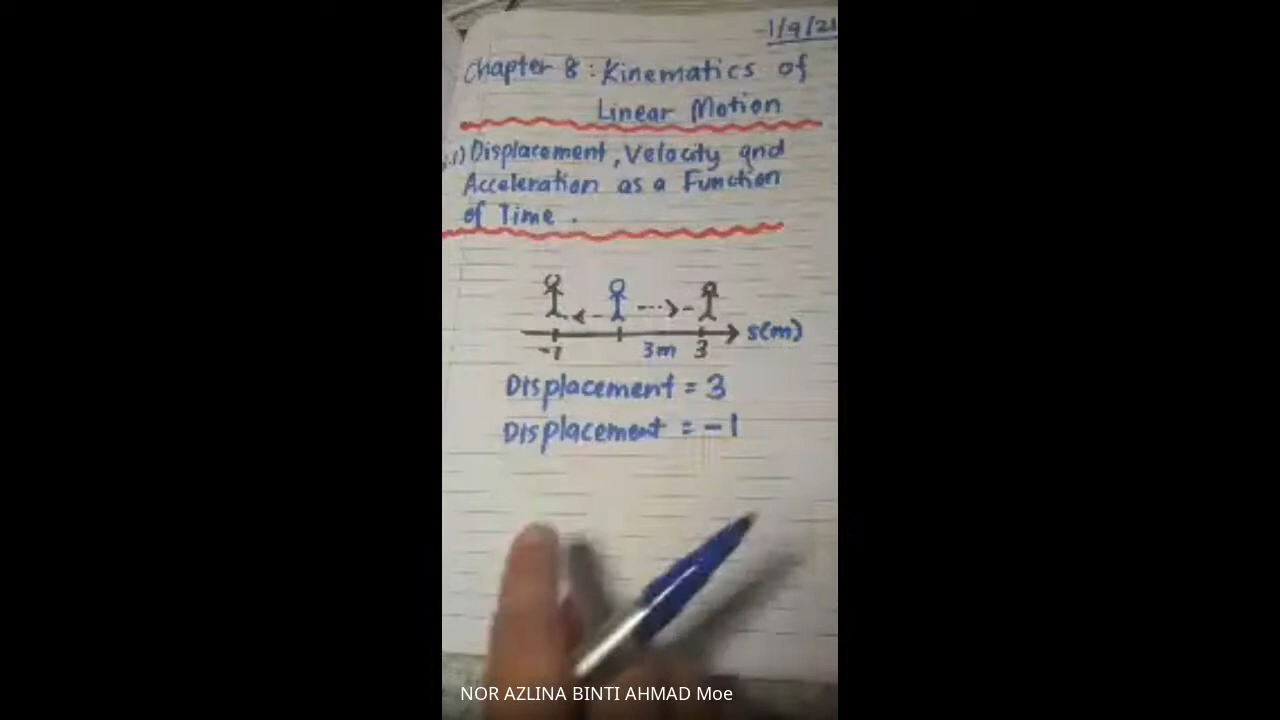 1/9/21
Chapter 8 : Kinematics of
Linear Motion
1) Displacement, Velocity and
Acceleration as a Function
of Time .
s(m)
-1
3m
3
Displacement = 3
Displacement = -1
NOR AZLINA BINTI AHMAD Moe